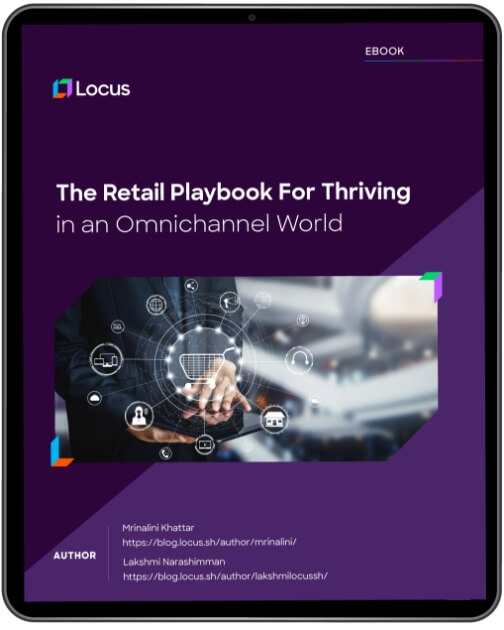 EBOOK
Locus
The Retail Playbook For Thriving
in an Omnichannel World
AUTHOR
Mrinalini Khattar
https://blog.locus.sh/author/mrinalini/
Lakshmi Narashimman
https://blog.locus.sh/author/lakshmilocussh/